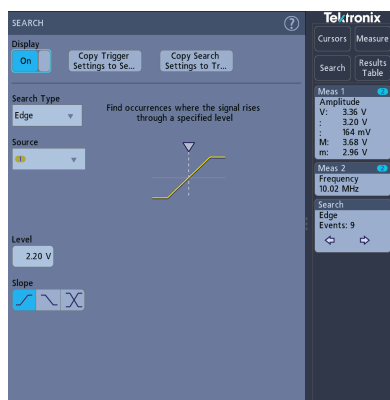 SEARCH
?
Display
On
Copy Trigger
Settings to Se...
Copy Search
Settings to Tr...
Search Type
Edge
Find occurrences where the signal rises
through a specified level
Source
1
Level
2.20 V
Slope
Tektronix
Cursors
Measure
Search
Results
Table
Meas 1
2
Amplitude
V: 3.36 V
: 3.20 V
: 164 mV
M: 3.68 V
m: 2.96 V
Meas 2
2
Frequency
10.02 MHz
Search
Edge
Events: 9